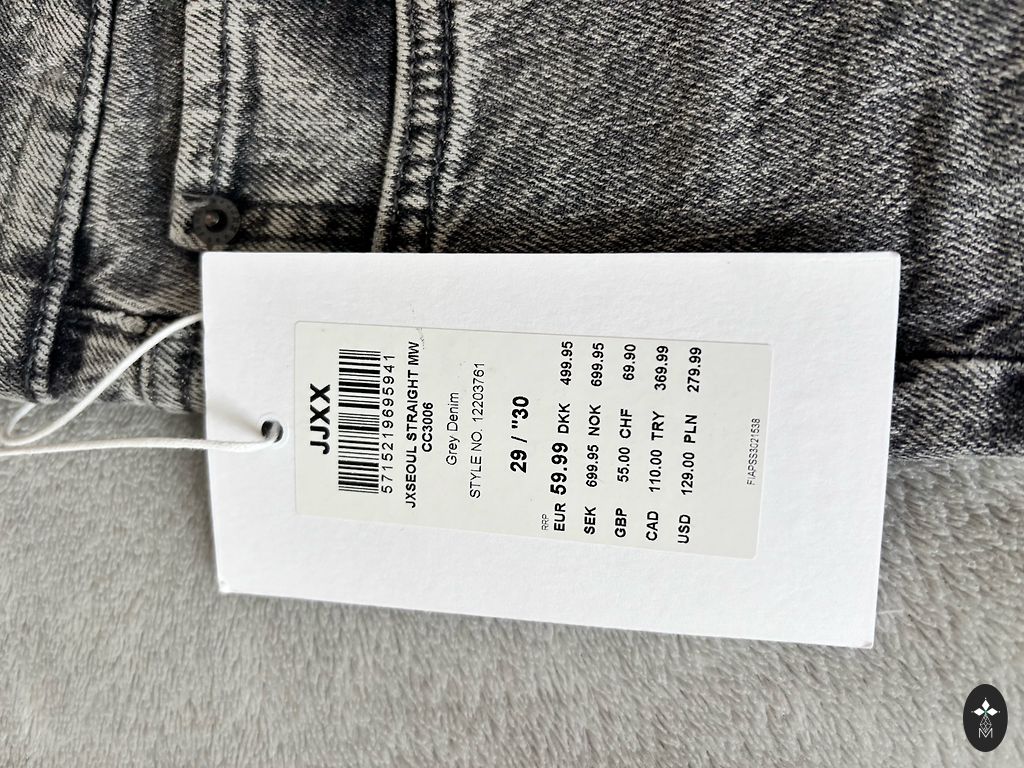 JJXX
5715219695941
JXSEOUL STRAIGHT MW
CC3006
Grey Denim
STYLE NO. 12203761
29 / "30
RRP
EUR 59.99 DKK 499.95
SEK 699.95 NOK 699.95
GBP 55.00 CHF 69.90
CAD 110.00 TRY 369.99
USD 129.00 PLN 279.99
FIAPSS3021538
M